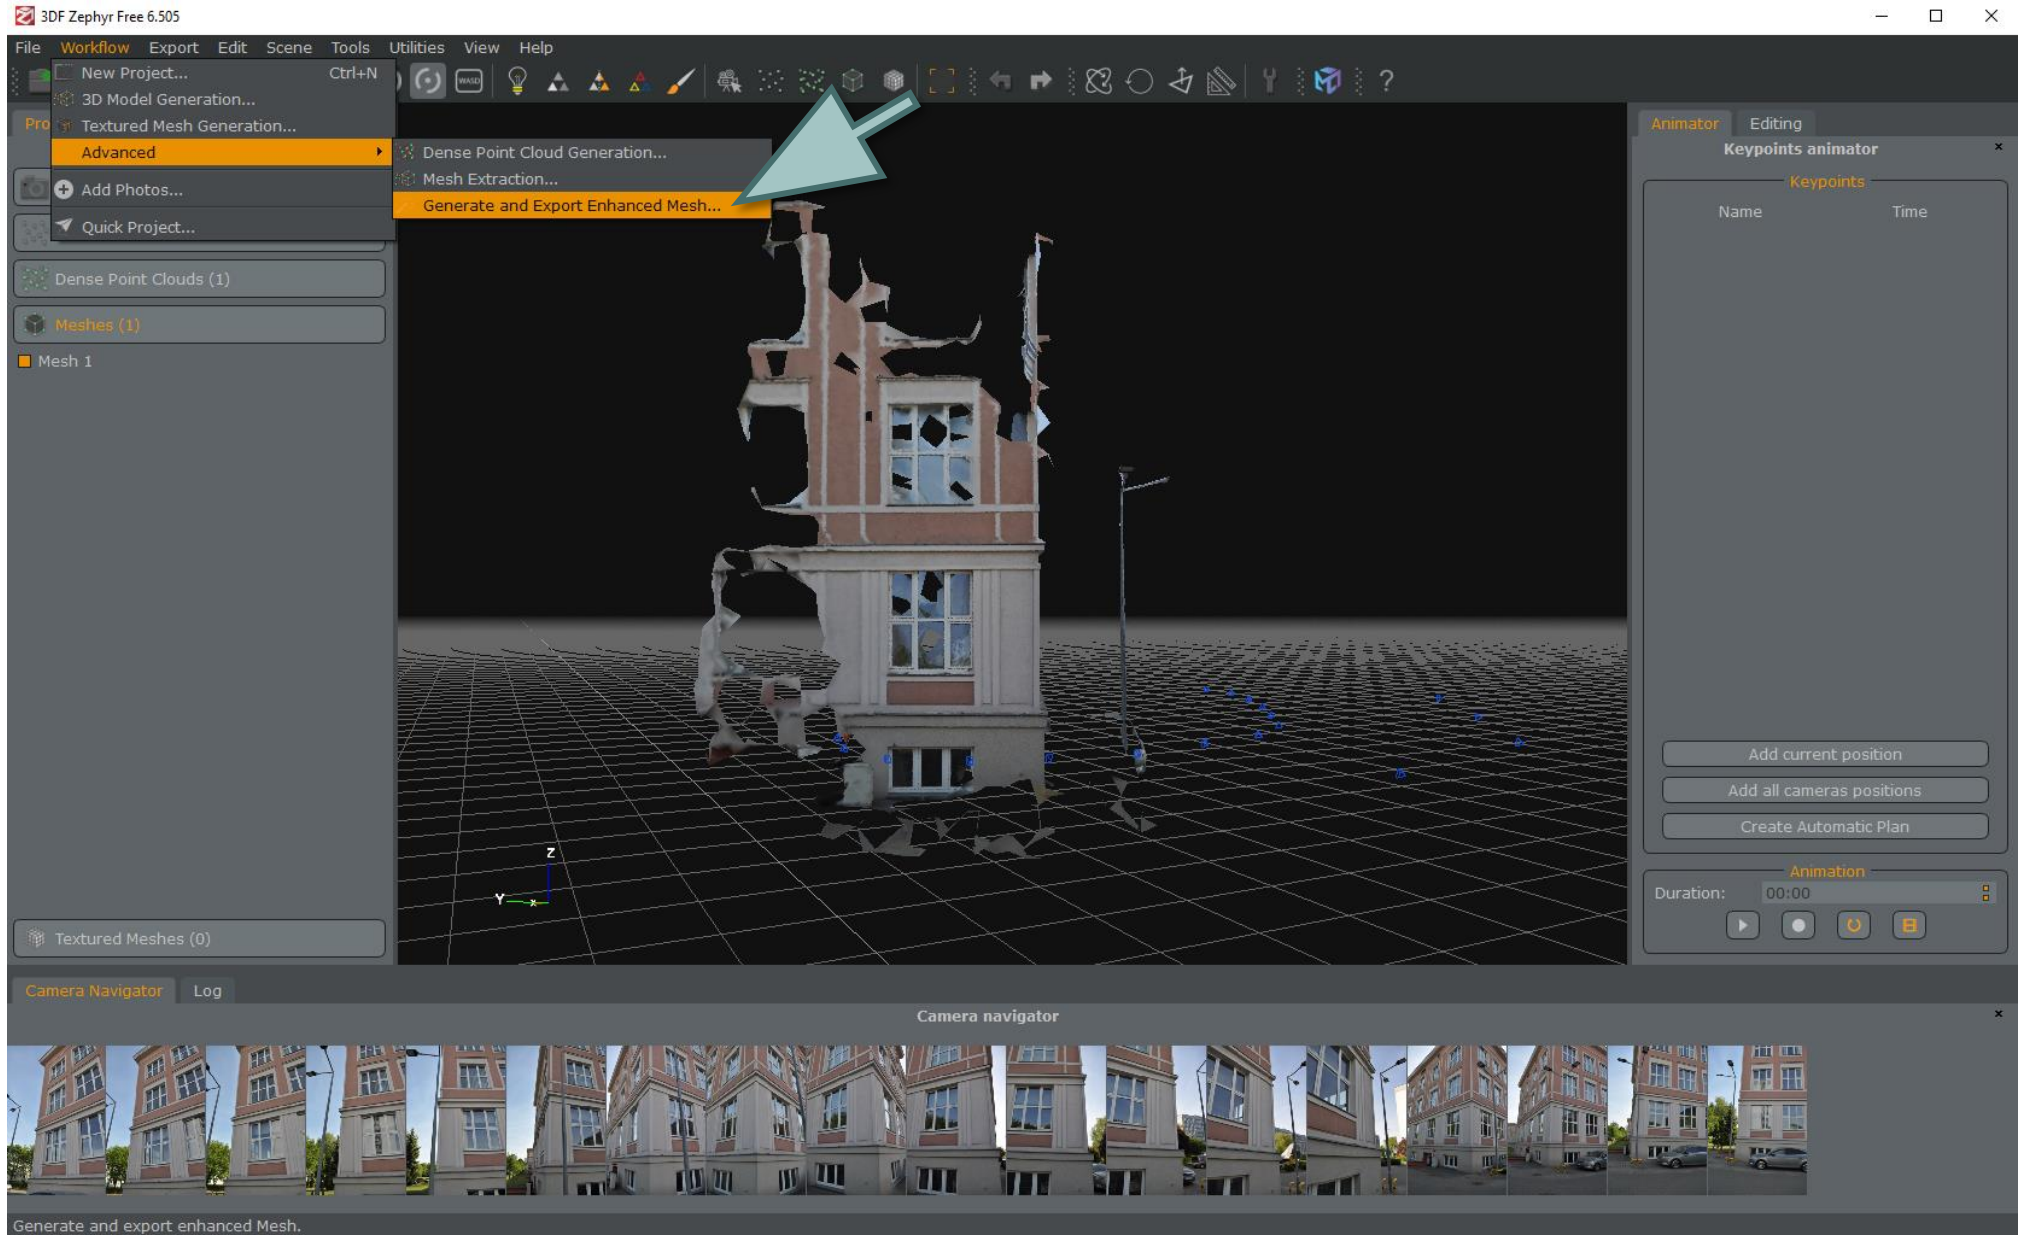 3DF Zephyr Free 6.505
File Workflow Export Edit Scene Tools Utilities View Help
New Project... Ctrl+N
WASD
?
3D Model Generation...
Textured Mesh Generation...
Pro
Advanced
Dense Point Cloud Generation...
Mesh Extraction...
Generate and Export Enhanced Mesh...
Add Photos...
Quick Project...
Dense Point Clouds (1)
Meshes (1)
Mesh 1
Textured Meshes (0)
Z
Y
x
Animator Editing
Keypoints animator
Keypoints
Name Time
Add current position
Add all cameras positions
Create Automatic Plan
Animation
Duration: 00:00
Camera Navigator Log
Camera navigator
Generate and export enhanced Mesh.